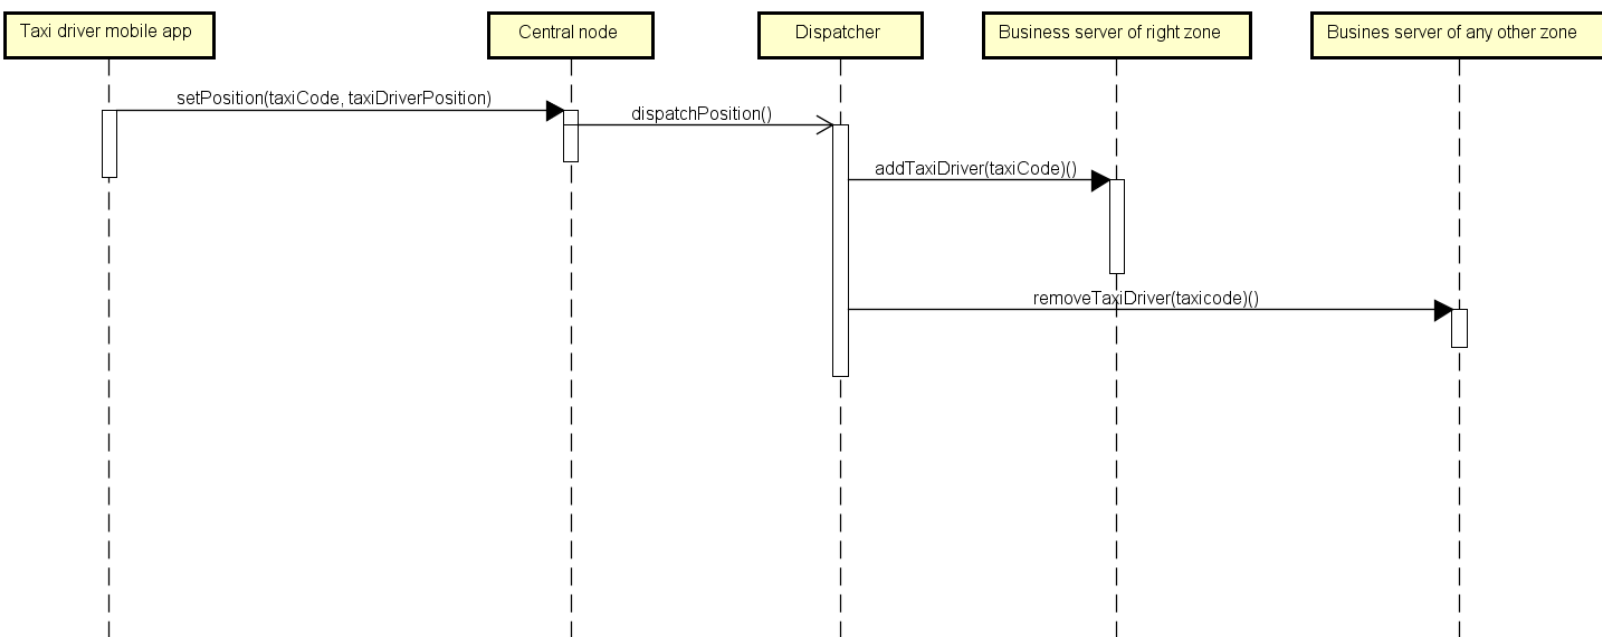 Taxi driver mobile app
Central node
Dispatcher
Business server of right zone
Busines server of any other zone
setPosition(taxiCode, taxiDriverPosition)
dispatchPosition()
addTaxiDriver(taxiCode)()
removeTaxiDriver(taxicode)()